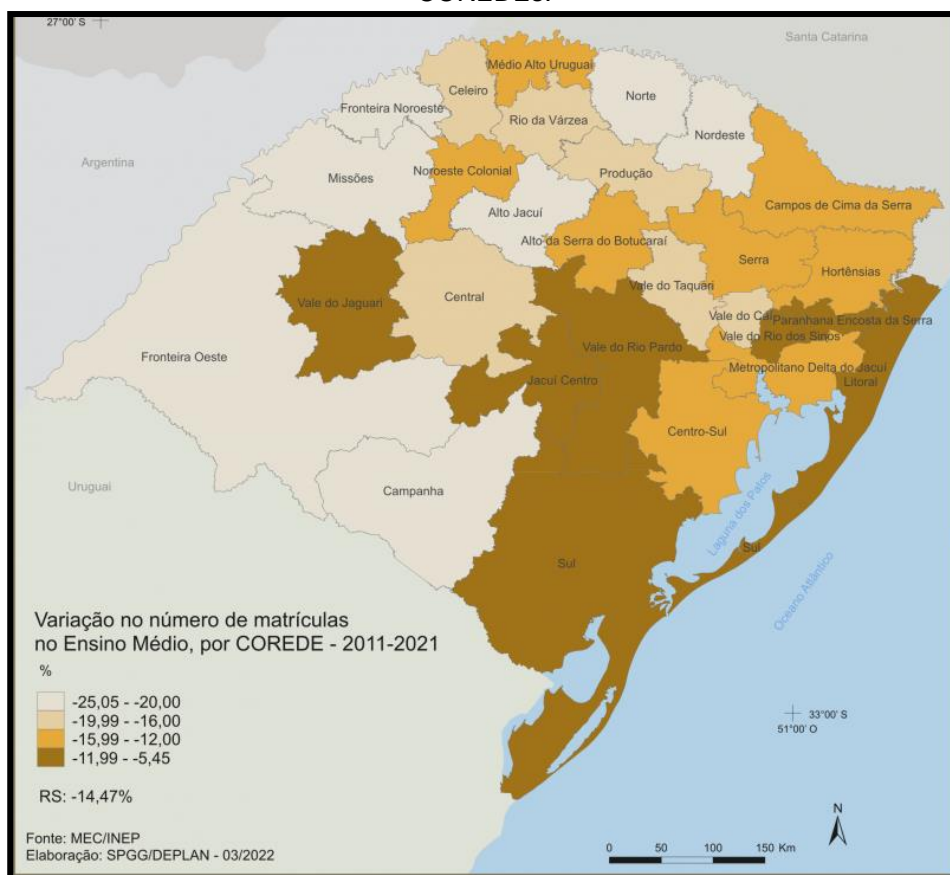 27°00' S
Santa Catarina
Médio Alto Uruguai
Celeiro
Norte
Fronteira Noroeste
Rio da Várzea
Nordeste
Argentina
Noroeste Colonial
Produção
Missões
Alto Jacuí
Campos de Cima da Serra
Alto da Serra do Botucaraí
Serra
Hortênsias
Vale do Taquari
Vale do Jaguari
Central
Vale do Caí
Paranhana Encosta da Serra
Vale do Rio dos Sinos
Vale do Rio Pardo
Fronteira Oeste
Metropolitano Delta do Jacuí
Jacuí Centro
Litoral
Centro-Sul
Uruguai
Campanha
Laguna dos Patos
Sul
Sul
Oceano Atlântico
Variação no número de matrículas
no Ensino Médio, por COREDE - 2011-2021
%
-25,05 - -20,00
-19,99 - -16,00
-15,99 - -12,00
-11,99 - -5,45
33°00' S
51°00' O
RS: -14,47%
N
Fonte: MEC/INEP
Elaboração: SPGG/DEPLAN - 03/2022
0 50 100 150 Km